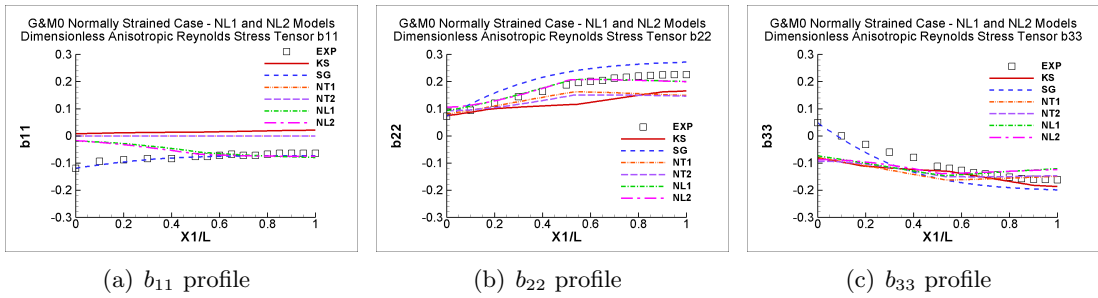 G&M0 Normally Strained Case - NL1 and NL2 Models
Dimensionless Anisotropic Reynolds Stress Tensor b11
0.3
0.2
0.1
0
-0.1
-0.2
-0.3
b11
0
0.2
0.4
0.6
0.8
1
X1/L
EXP
KS
SG
NT1
NT2
NL1
NL2
(a) b11 profile
G&M0 Normally Strained Case - NL1 and NL2 Models
Dimensionless Anisotropic Reynolds Stress Tensor b22
0.3
0.2
0.1
0
-0.1
-0.2
-0.3
b22
0
0.2
0.4
0.6
0.8
1
X1/L
EXP
KS
SG
NT1
NT2
NL1
NL2
(b) b22 profile
G&M0 Normally Strained Case - NL1 and NL2 Models
Dimensionless Anisotropic Reynolds Stress Tensor b33
0.3
0.2
0.1
0
-0.1
-0.2
-0.3
b33
0
0.2
0.4
0.6
0.8
1
X1/L
EXP
KS
SG
NT1
NT2
NL1
NL2
(c) b33 profile